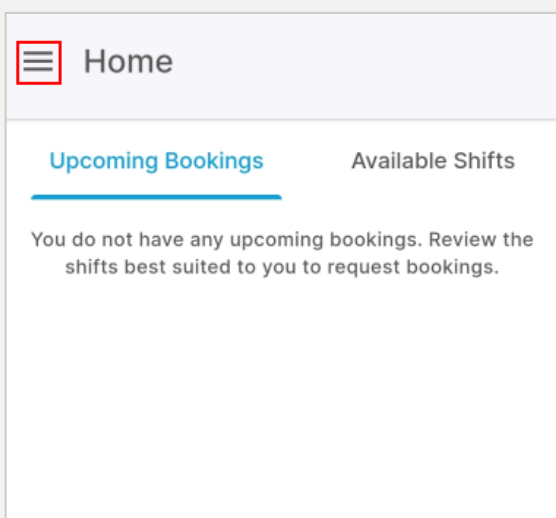 Home
Upcoming Bookings
Available Shifts
You do not have any upcoming bookings. Review the
shifts best suited to you to request bookings.